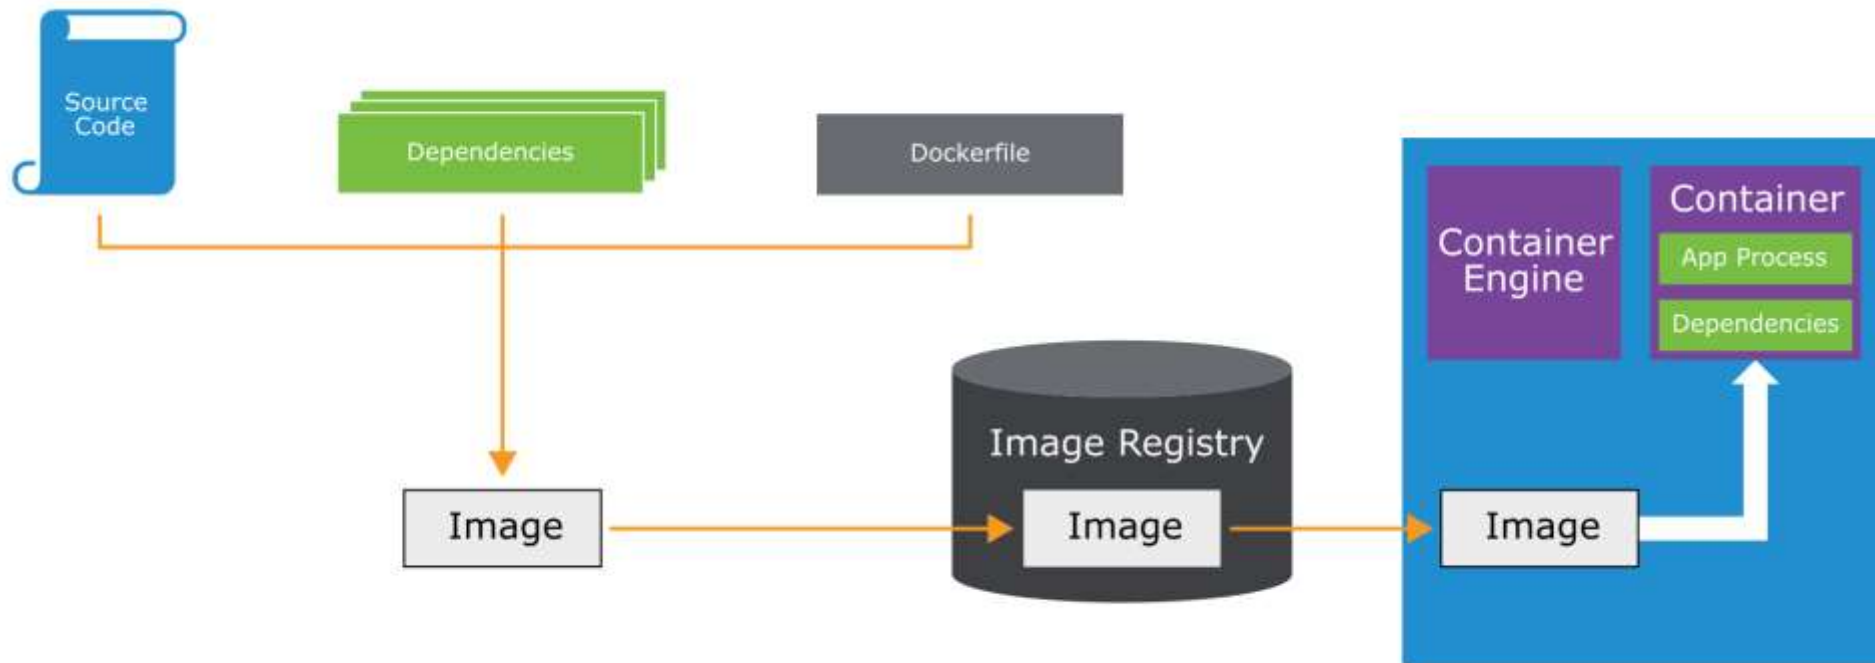 Source
Code
Dependencies
Dockerfile
Container
Engine
Container
App Process
Dependencies
Image Registry
Image
Image
Image